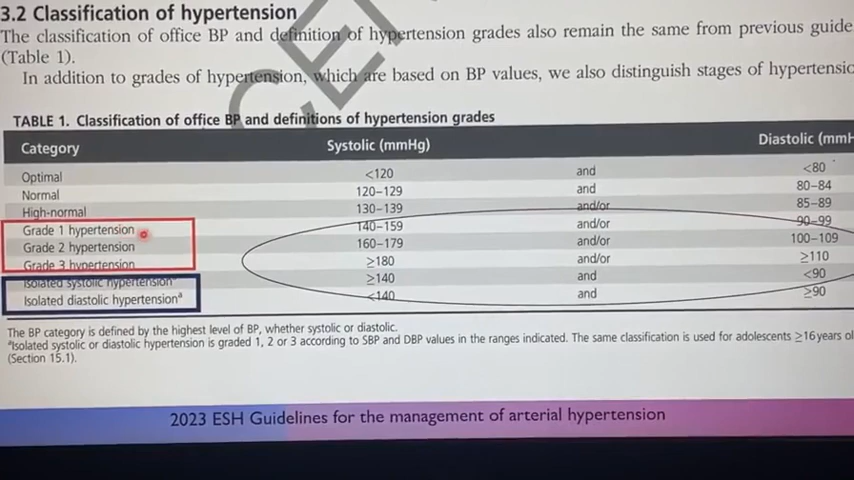 3.2 Classification of hypertension
The classification of office BP and definition of hypertension grades also remain the same from previous guide
(Table 1).
In addition to grades of hypertension, which are based on BP values, we also distinguish stages of hypertensio
TABLE 1. Classification of office BP and definitions of hypertension grades
Category Systolic (mmHg) Diastolic (mmH
Optimal <120 and <80
Normal 120–129 and 80–84
High-normal 130–139 and/or 85–89
Grade 1 hypertension 140–159 and/or 90–99
Grade 2 hypertension 160–179 and/or 100–109
Grade 3 hypertension ≥180 and/or ≥110
Isolated systolic hypertensionᵃ ≥140 and <90
Isolated diastolic hypertensionᵃ <140 and ≥90
The BP category is defined by the highest level of BP, whether systolic or diastolic.
ᵃIsolated systolic or diastolic hypertension is graded 1, 2 or 3 according to SBP and DBP values in the ranges indicated. The same classification is used for adolescents ≥16 years ol
(Section 15.1).
2023 ESH Guidelines for the management of arterial hypertension